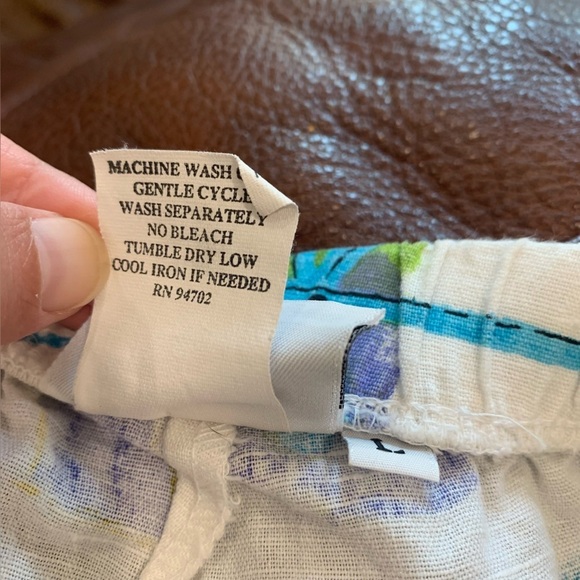 MACHINE WASH
GENTLE CYCLE
WASH SEPARATELY
NO BLEACH
TUMBLE DRY LOW
COOL IRON IF NEEDED
RN 94702
L